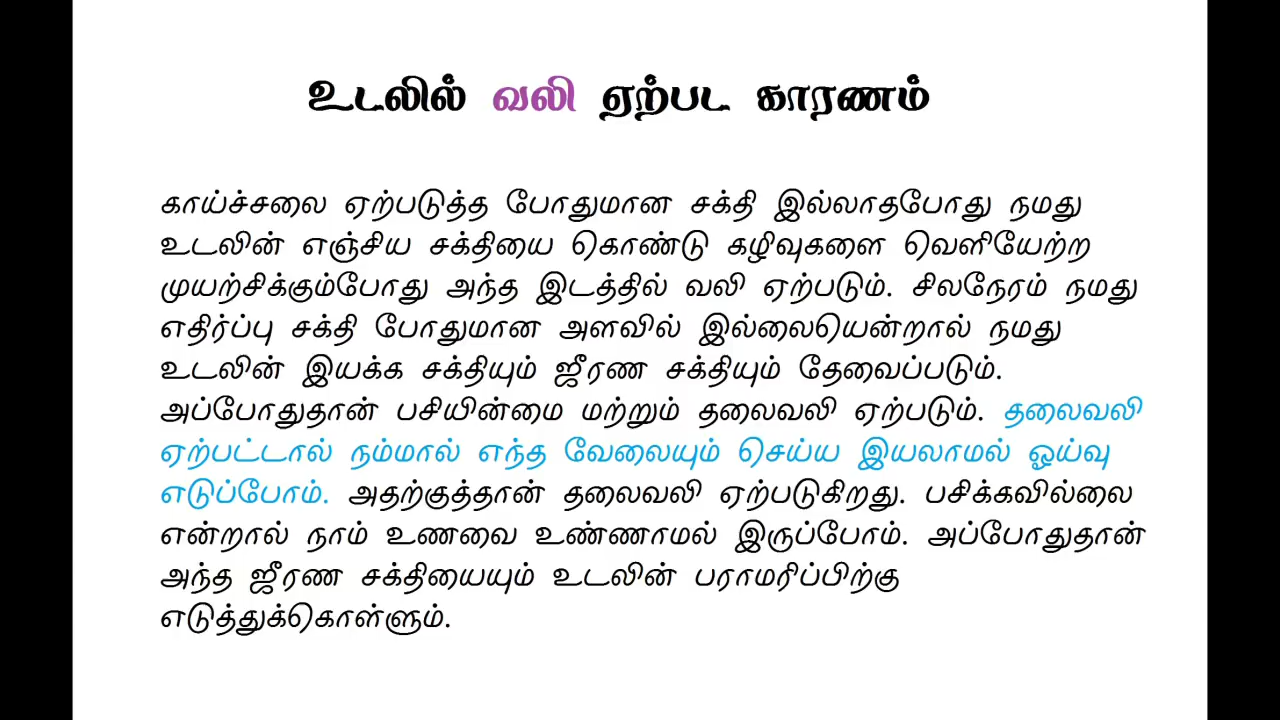 உடலில் வலி ஏற்பட காரணம்
காய்ச்சலை ஏற்படுத்த போதுமான சக்தி இல்லாதபோது நமது
உடலின் எஞ்சிய சக்தியை கொண்டு கழிவுகளை வெளியேற்ற
முயற்சிக்கும்போது அந்த இடத்தில் வலி ஏற்படும். சிலநேரம் நமது
எதிர்ப்பு சக்தி போதுமான அளவில் இல்லையென்றால் நமது
உடலின் இயக்க சக்தியும் ஜீரண சக்தியும் தேவைப்படும்.
அப்போதுதான் பசியின்மை மற்றும் தலைவலி ஏற்படும். தலைவலி
ஏற்பட்டால் நம்மால் எந்த வேலையும் செய்ய இயலாமல் ஓய்வு
எடுப்போம். அதற்குத்தான் தலைவலி ஏற்படுகிறது. பசிக்கவில்லை
என்றால் நாம் உணவை உண்ணாமல் இருப்போம். அப்போதுதான்
அந்த ஜீரண சக்தியையும் உடலின் பராமரிப்பிற்கு
எடுத்துக்கொள்ளும்.